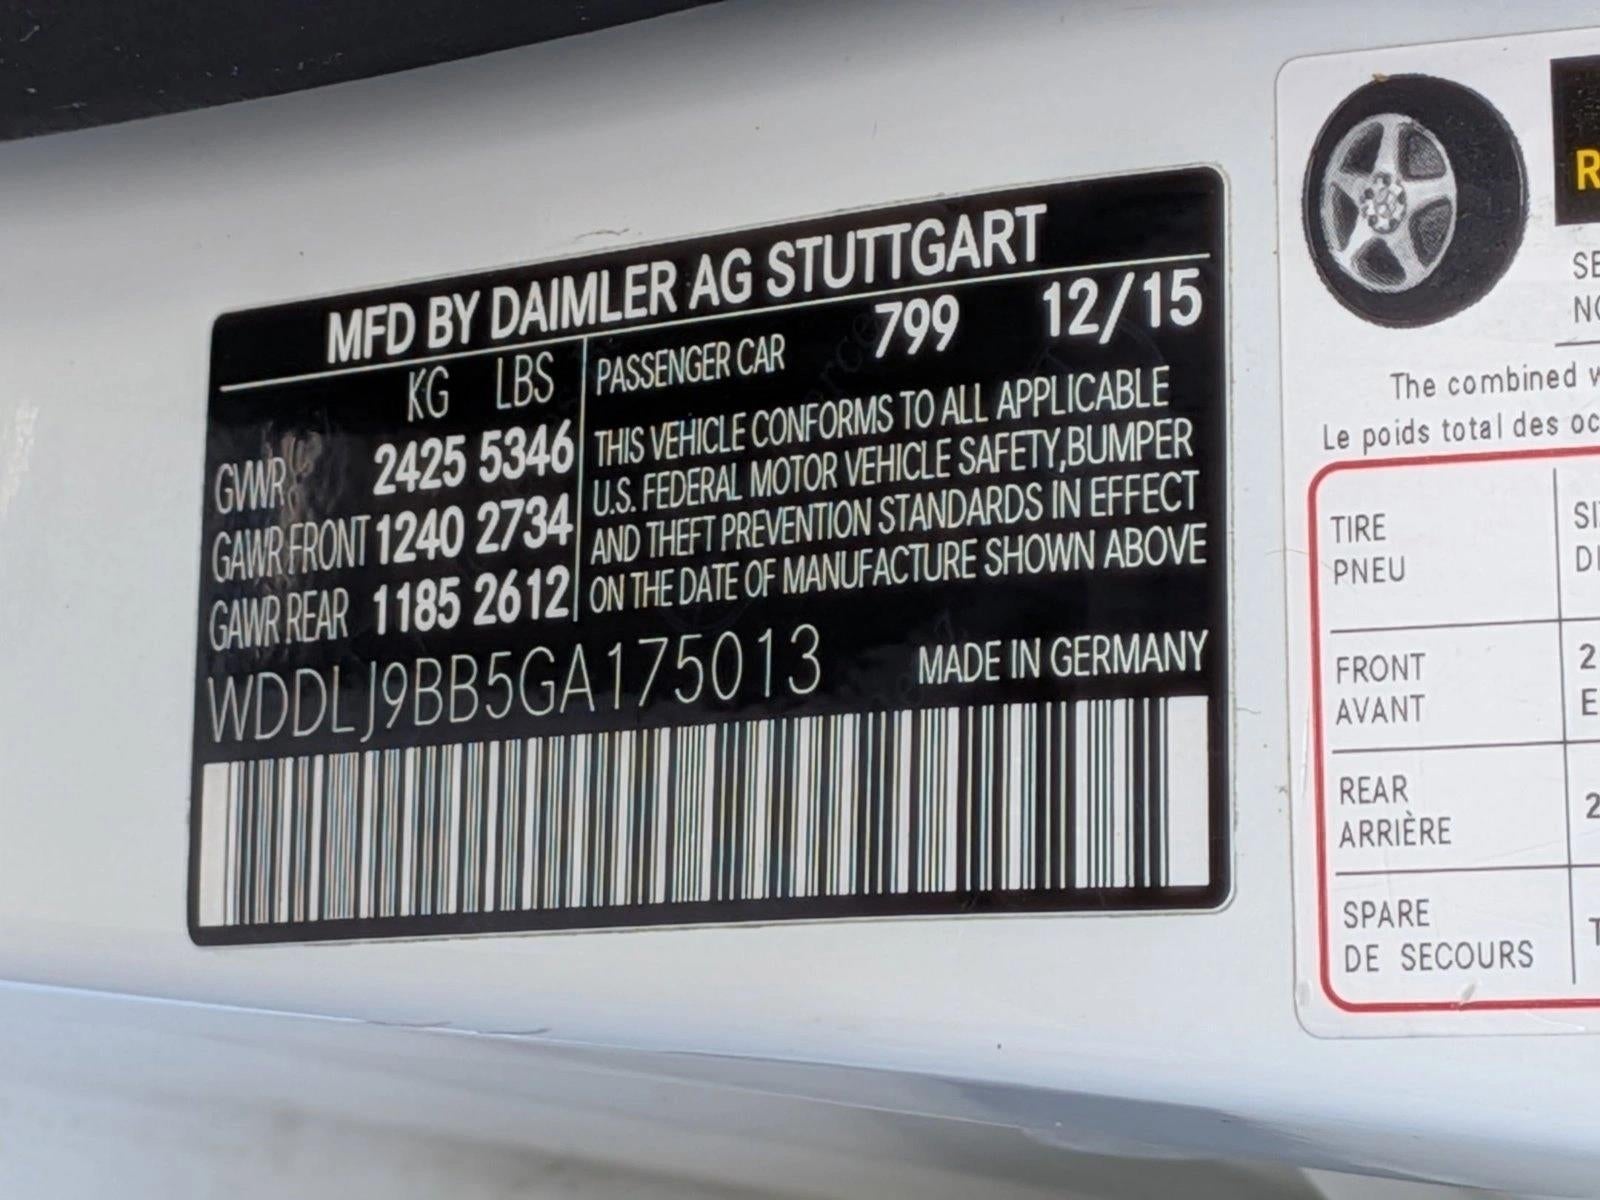 MFD BY DAIMLER AG STUTTGART
KG LBS
GVWR 2425 5346
GAWR FRONT 1240 2734
GAWR REAR 1185 2612
PASSENGER CAR 799 12/15
THIS VEHICLE CONFORMS TO ALL APPLICABLE
U.S. FEDERAL MOTOR VEHICLE SAFETY,BUMPER
AND THEFT PREVENTION STANDARDS IN EFFECT
ON THE DATE OF MANUFACTURE SHOWN ABOVE
WDDLJ9BB5GA175013 MADE IN GERMANY
The combined
Le poids total des
TIRE
PNEU
FRONT
AVANT
REAR
ARRIÈRE
SPARE
DE SECOURS